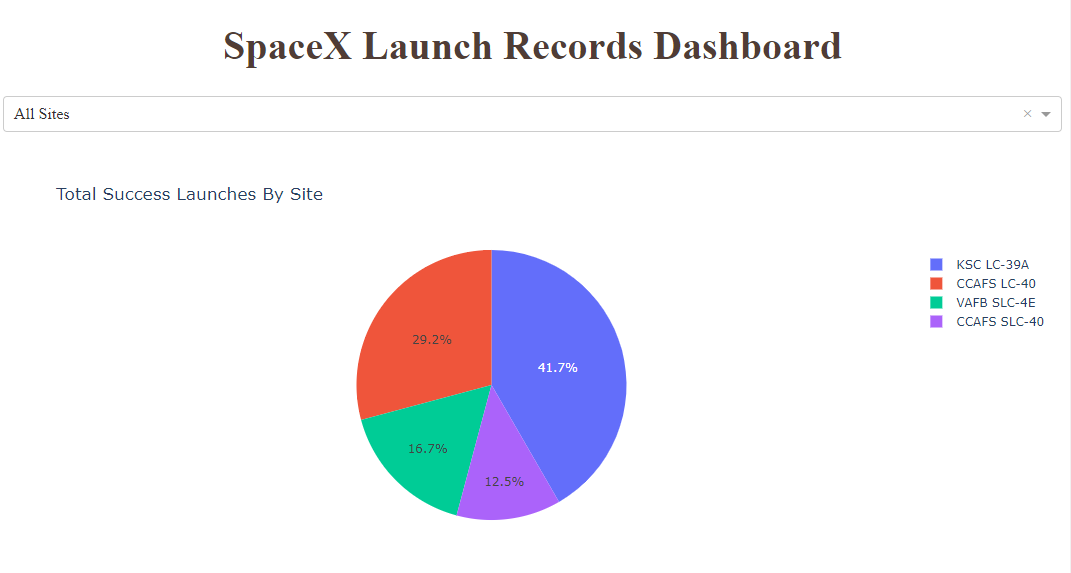 SpaceX Launch Records Dashboard
All Sites
×
Total Success Launches By Site
KSC LC-39A
CCAFS LC-40
VAFB SLC-4E
CCAFS SLC-40
29.2%
41.7%
16.7%
12.5%